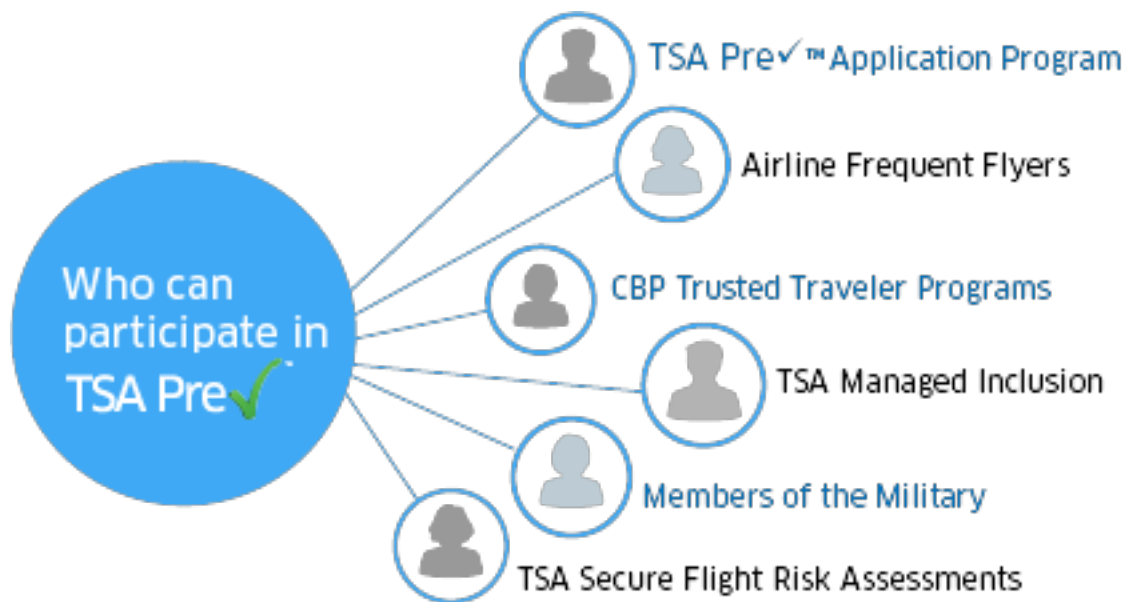 Who can
participate in
TSA Pre✓™
TSA Pre✓™ Application Program
Airline Frequent Flyers
CBP Trusted Traveler Programs
TSA Managed Inclusion
Members of the Military
TSA Secure Flight Risk Assessments